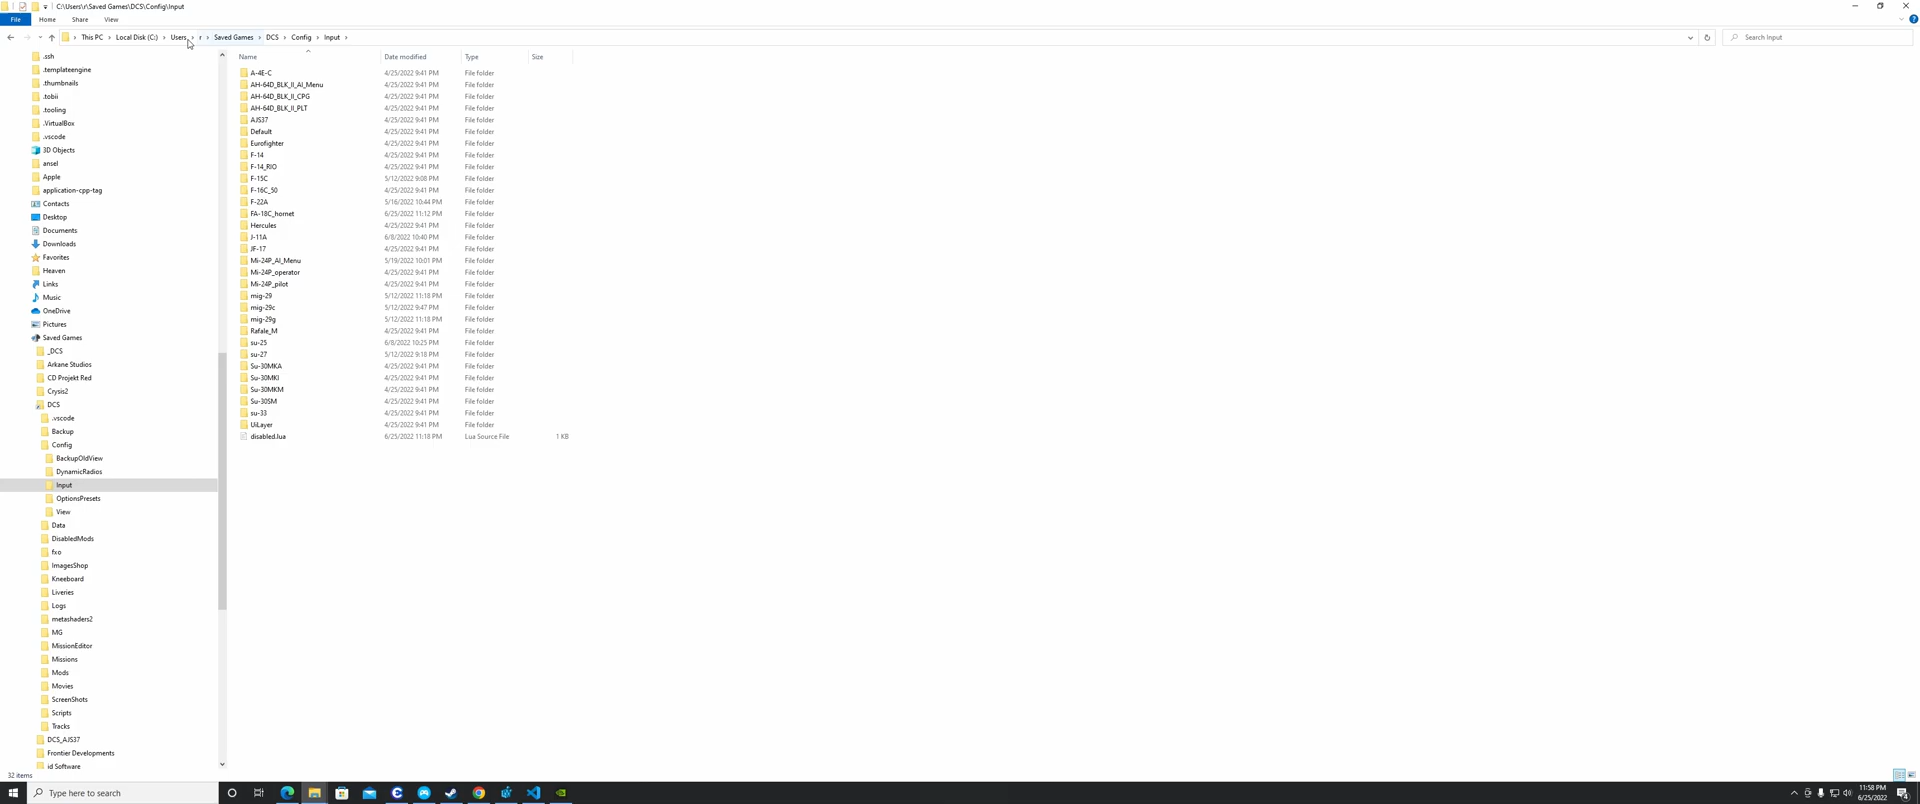 C:\Users\r\Saved Games\DCS\Config\Input
File Home Share View
This PC Local Disk (C:) Users r Saved Games DCS Config Input Search Input
.ssh
.templateengine
.thumbnails
.tobii
.tooling
.VirtualBox
.vscode
3D Objects
ansel
Apple
application-cpp-tag
Contacts
Desktop
Documents
Downloads
Favorites
Heaven
Links
Music
OneDrive
Pictures
Saved Games
_DCS
Arkane Studios
CD Projekt Red
Crysis2
DCS
.vscode
Backup
Config
BackupOldView
DynamicRadios
Input
OptionsPresets
View
Data
DisabledMods
fxo
ImagesShop
Kneeboard
Liveries
Logs
metashaders2
MG
MissionEditor
Missions
Mods
Movies
ScreenShots
Scripts
Tracks
DCS_AJS37
Frontier Developments
id Software
Name Date modified Type Size
A-4E-C 4/25/2022 9:41 PM File folder
AH-64D_BLK_II_AI_Menu 4/25/2022 9:41 PM File folder
AH-64D_BLK_II_CPG 4/25/2022 9:41 PM File folder
AH-64D_BLK_II_PLT 4/25/2022 9:41 PM File folder
AJS37 4/25/2022 9:41 PM File folder
Default 4/25/2022 9:41 PM File folder
Eurofighter 4/25/2022 9:41 PM File folder
F-14 4/25/2022 9:41 PM File folder
F-14_RIO 4/25/2022 9:41 PM File folder
F-15C 5/12/2022 9:08 PM File folder
F-16C_50 4/25/2022 9:41 PM File folder
F-22A 5/16/2022 10:44 PM File folder
FA-18C_hornet 6/25/2022 11:12 PM File folder
Hercules 4/25/2022 9:41 PM File folder
J-11A 6/8/2022 10:40 PM File folder
JF-17 4/25/2022 9:41 PM File folder
Mi-24P_AI_Menu 5/19/2022 10:01 PM File folder
Mi-24P_operator 4/25/2022 9:41 PM File folder
Mi-24P_pilot 4/25/2022 9:41 PM File folder
mig-29 5/12/2022 11:18 PM File folder
mig-29c 5/12/2022 9:47 PM File folder
mig-29g 5/12/2022 11:18 PM File folder
Rafale_M 4/25/2022 9:41 PM File folder
su-25 6/8/2022 10:25 PM File folder
su-27 5/12/2022 9:18 PM File folder
Su-30MKA 4/25/2022 9:41 PM File folder
Su-30MKI 4/25/2022 9:41 PM File folder
Su-30MKM 4/25/2022 9:41 PM File folder
Su-30SM 4/25/2022 9:41 PM File folder
su-33 4/25/2022 9:41 PM File folder
UiLayer 4/25/2022 9:41 PM File folder
disabled.lua 6/25/2022 11:18 PM Lua Source File 1 KB
32 items
Type here to search
11:58 PM
6/25/2022
4